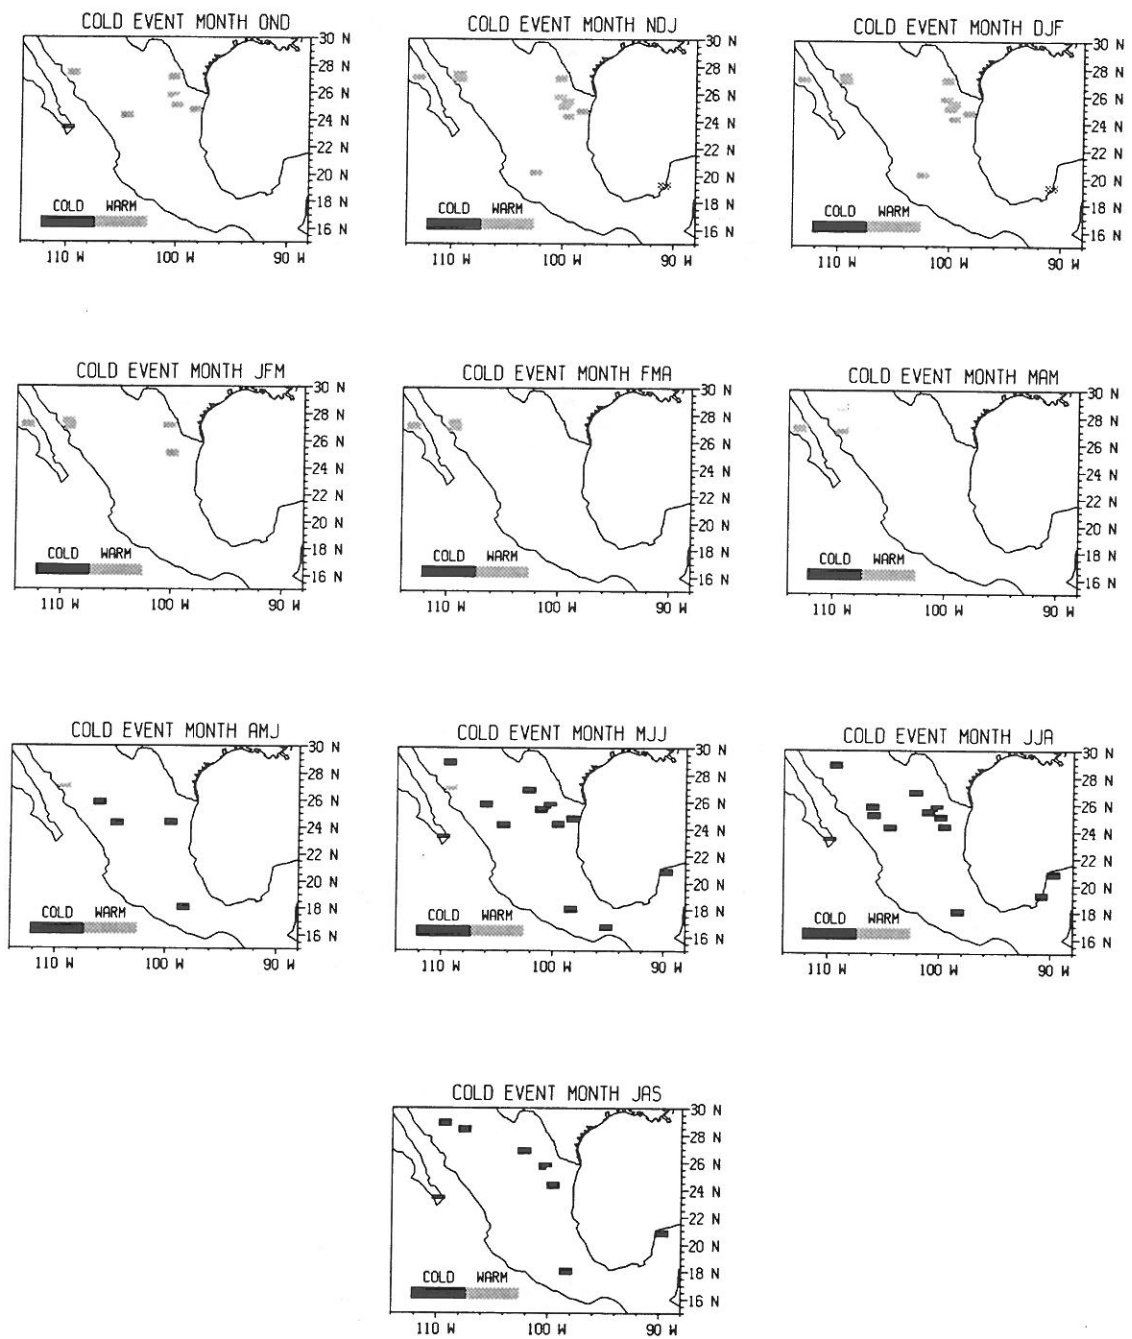 COLD EVENT MONTH OND
30 N
28 N
26 N
24 N
22 N
20 N
18 N
16 N
COLD WARM
110 W 100 W 90 W
COLD EVENT MONTH NDJ
30 N
28 N
26 N
24 N
22 N
20 N
18 N
16 N
COLD WARM
110 W 100 W 90 W
COLD EVENT MONTH DJF
30 N
28 N
26 N
24 N
22 N
20 N
18 N
16 N
COLD WARM
110 W 100 W 90 W
COLD EVENT MONTH JFM
30 N
28 N
26 N
24 N
22 N
20 N
18 N
16 N
COLD WARM
110 W 100 W 90 W
COLD EVENT MONTH FMA
30 N
28 N
26 N
24 N
22 N
20 N
18 N
16 N
COLD WARM
110 W 100 W 90 W
COLD EVENT MONTH MAM
30 N
28 N
26 N
24 N
22 N
20 N
18 N
16 N
COLD WARM
110 W 100 W 90 W
COLD EVENT MONTH AMJ
30 N
28 N
26 N
24 N
22 N
20 N
18 N
16 N
COLD WARM
110 W 100 W 90 W
COLD EVENT MONTH MJJ
30 N
28 N
26 N
24 N
22 N
20 N
18 N
16 N
COLD WARM
110 W 100 W 90 W
COLD EVENT MONTH JJA
30 N
28 N
26 N
24 N
22 N
20 N
18 N
16 N
COLD WARM
110 W 100 W 90 W
COLD EVENT MONTH JAS
30 N
28 N
26 N
24 N
22 N
20 N
18 N
16 N
COLD WARM
110 W 100 W 90 W